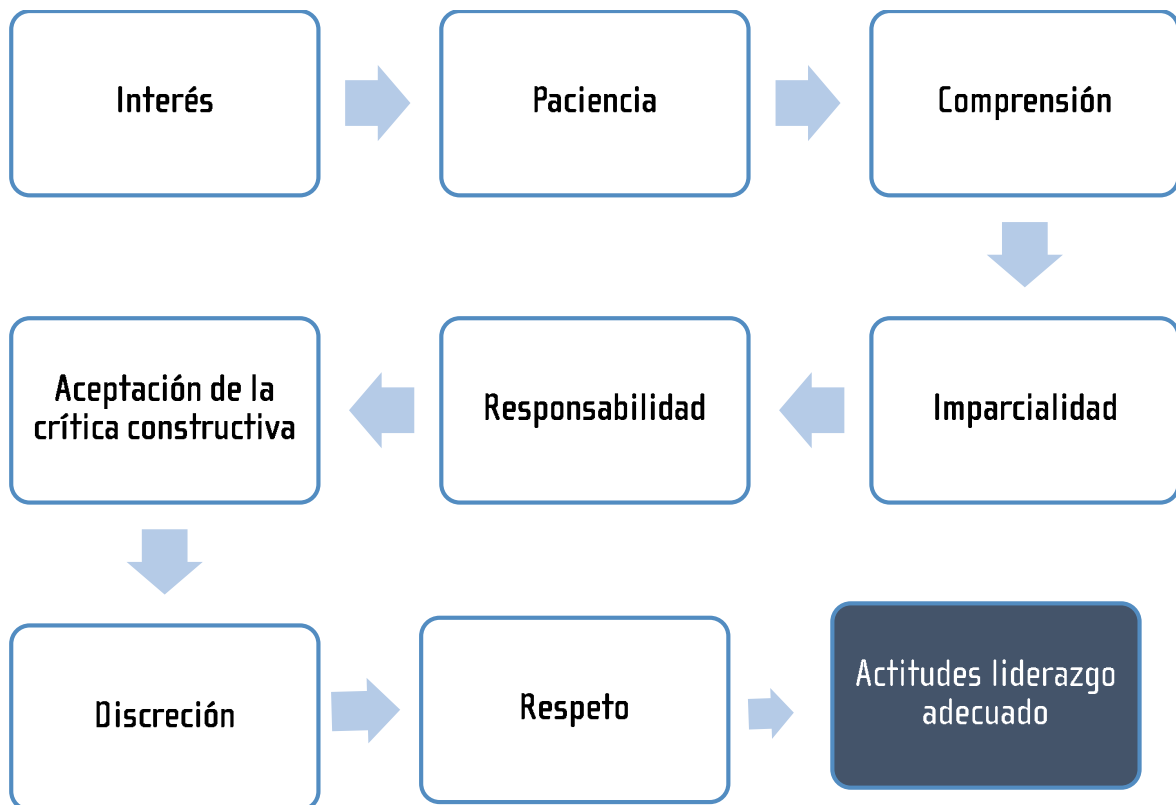 Interés
Paciencia
Comprensión
Imparcialidad
Responsabilidad
Aceptación de la
crítica constructiva
Discreción
Respeto
Actitudes liderazgo
adecuado